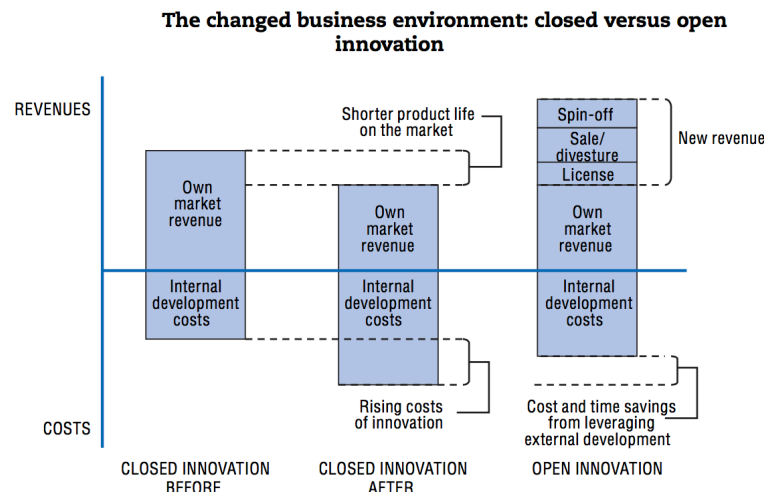 The changed business environment: closed versus open
innovation
REVENUES
Shorter product life
on the market
Spin-off
Sale/
divesture
License
New revenue
Own
market
revenue
Own
market
revenue
Own
market
revenue
Internal
development
costs
Internal
development
costs
Internal
development
costs
Rising costs
of innovation
Cost and time savings
from leveraging
external development
COSTS
CLOSED INNOVATION
BEFORE
CLOSED INNOVATION
AFTER
OPEN INNOVATION